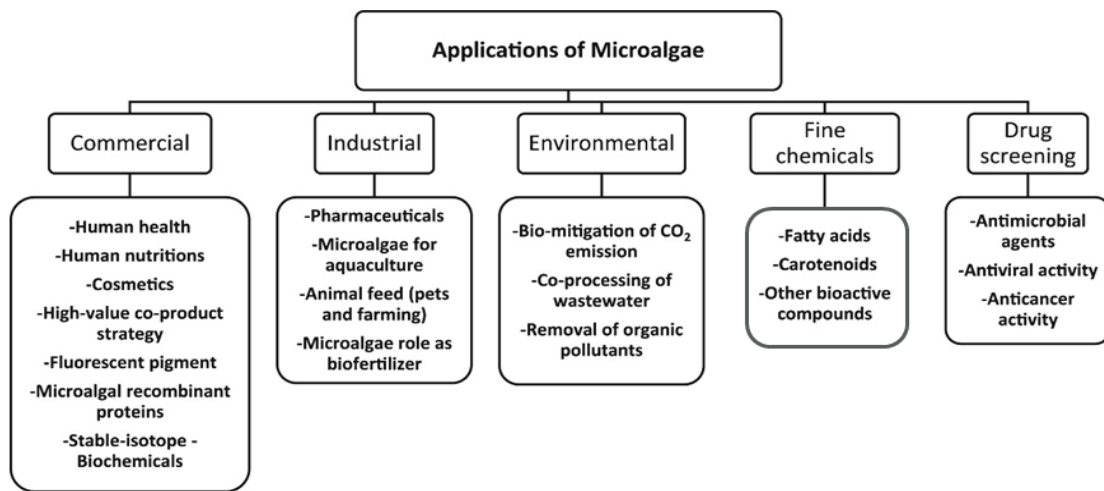 Applications of Microalgae
Commercial
-Human health
-Human nutritions
-Cosmetics
-High-value co-product
strategy
-Fluorescent pigment
-Microalgal recombinant
proteins
-Stable-isotope -
Biochemicals
Industrial
-Pharmaceuticals
-Microalgae for
aquaculture
-Animal feed (pets
and farming)
-Microalgae role as
biofertilizer
Environmental
-Bio-mitigation of CO₂
emission
-Co-processing of
wastewater
-Removal of organic
pollutants
Fine
chemicals
-Fatty acids
-Carotenoids
-Other bioactive
compounds
Drug
screening
-Antimicrobial
agents
-Antiviral activity
-Anticancer
activity